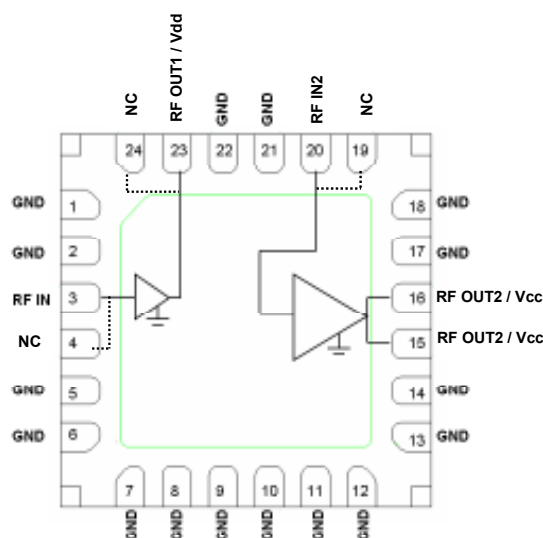 NC
RF OUT1 / Vdd
GND
GND
RF IN2
NC
24
23
22
21
20
19
GND 1
GND 2
RF IN 3
NC 4
GND 5
GND 6
18 GND
17 GND
16 RF OUT2 / Vcc
15 RF OUT2 / Vcc
14 GND
13 GND
7
8
9
10
11
12
GND
GND
GND
GND
GND
GND